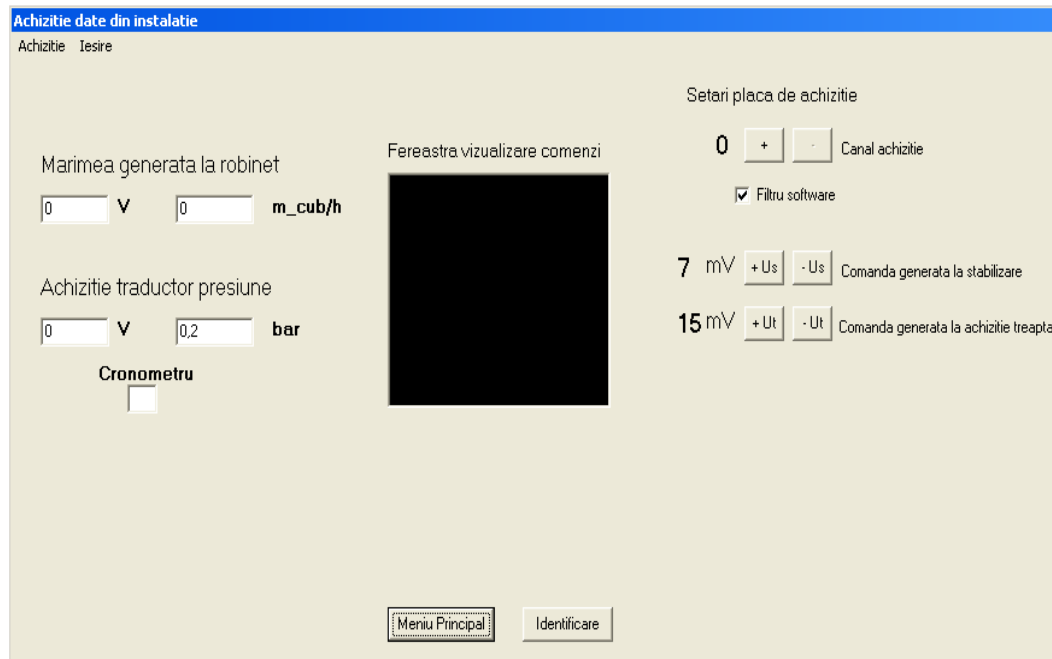 Achizitie date din instalatie
Achizitie Iesire
Setari placa de achizitie
0 + - Canal achizitie
Filtru software
Marimea generata la robinet
0 V 0 m_cub/h
Fereastra vizualizare comenzi
7 mV + Us - Us Comanda generata la stabilizare
15 mV + Ut - Ut Comanda generata la achizitie treapta
Achizitie traductor presiune
0 V 0,2 bar
Cronometru
Meniu Principal Identificare